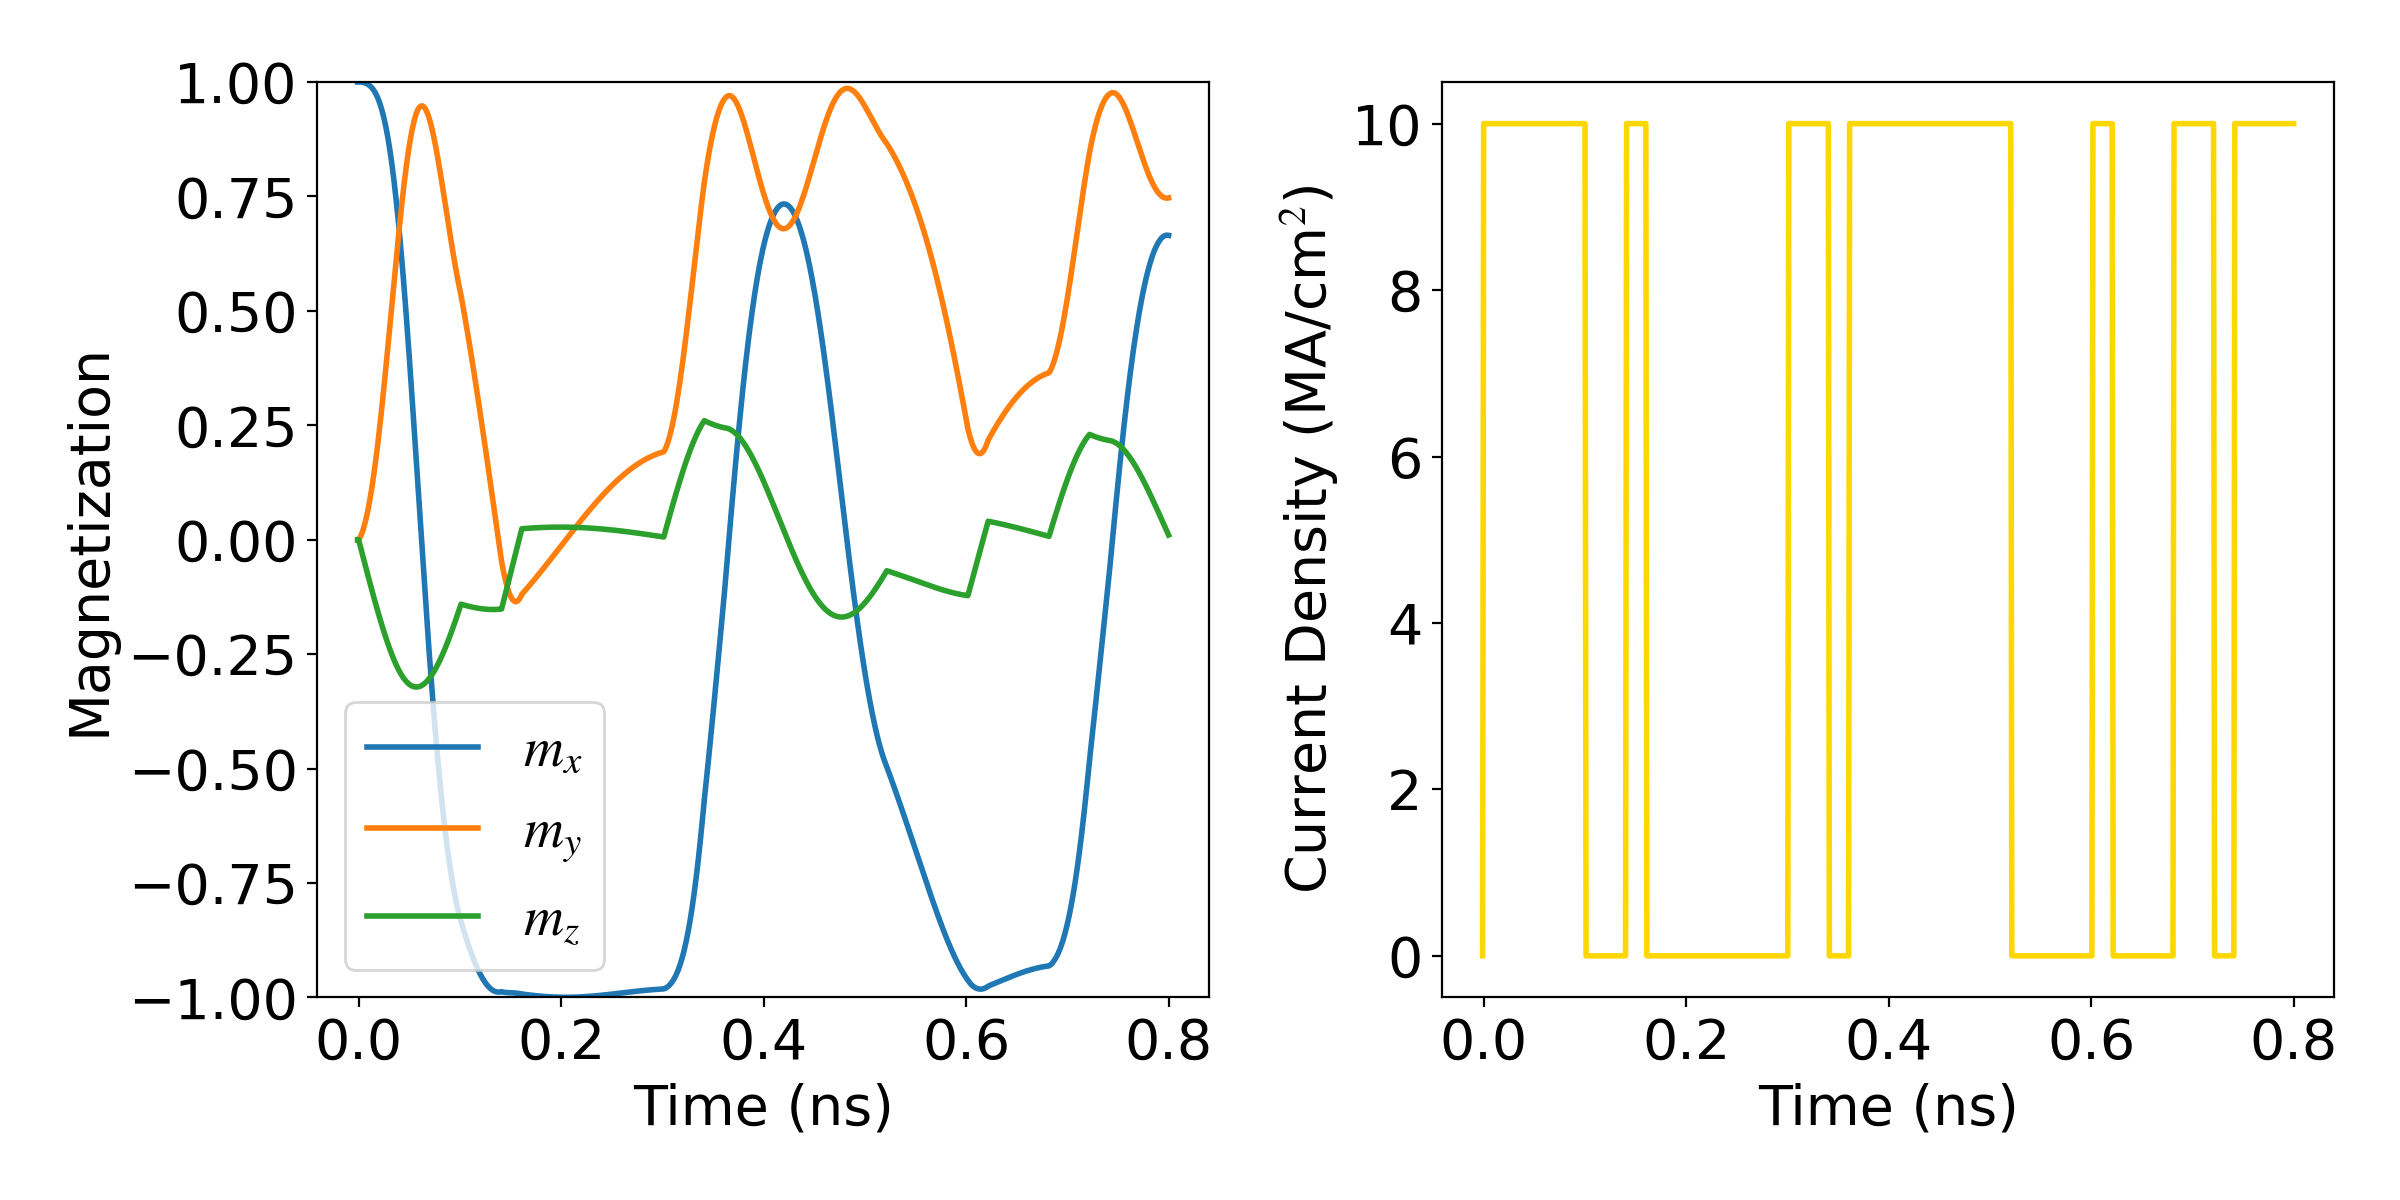 Magnetization
1.00
0.75
0.50
0.25
0.00
−0.25
−0.50
−0.75
−1.00
m_x
m_y
m_z
0.0 0.2 0.4 0.6 0.8
Time (ns)
Current Density (MA/cm²)
10
8
6
4
2
0
0.0 0.2 0.4 0.6 0.8
Time (ns)